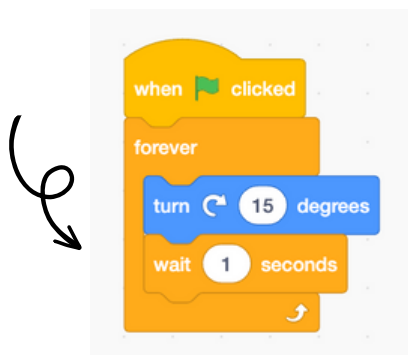 when clicked
forever
turn 15 degrees
wait 1 seconds